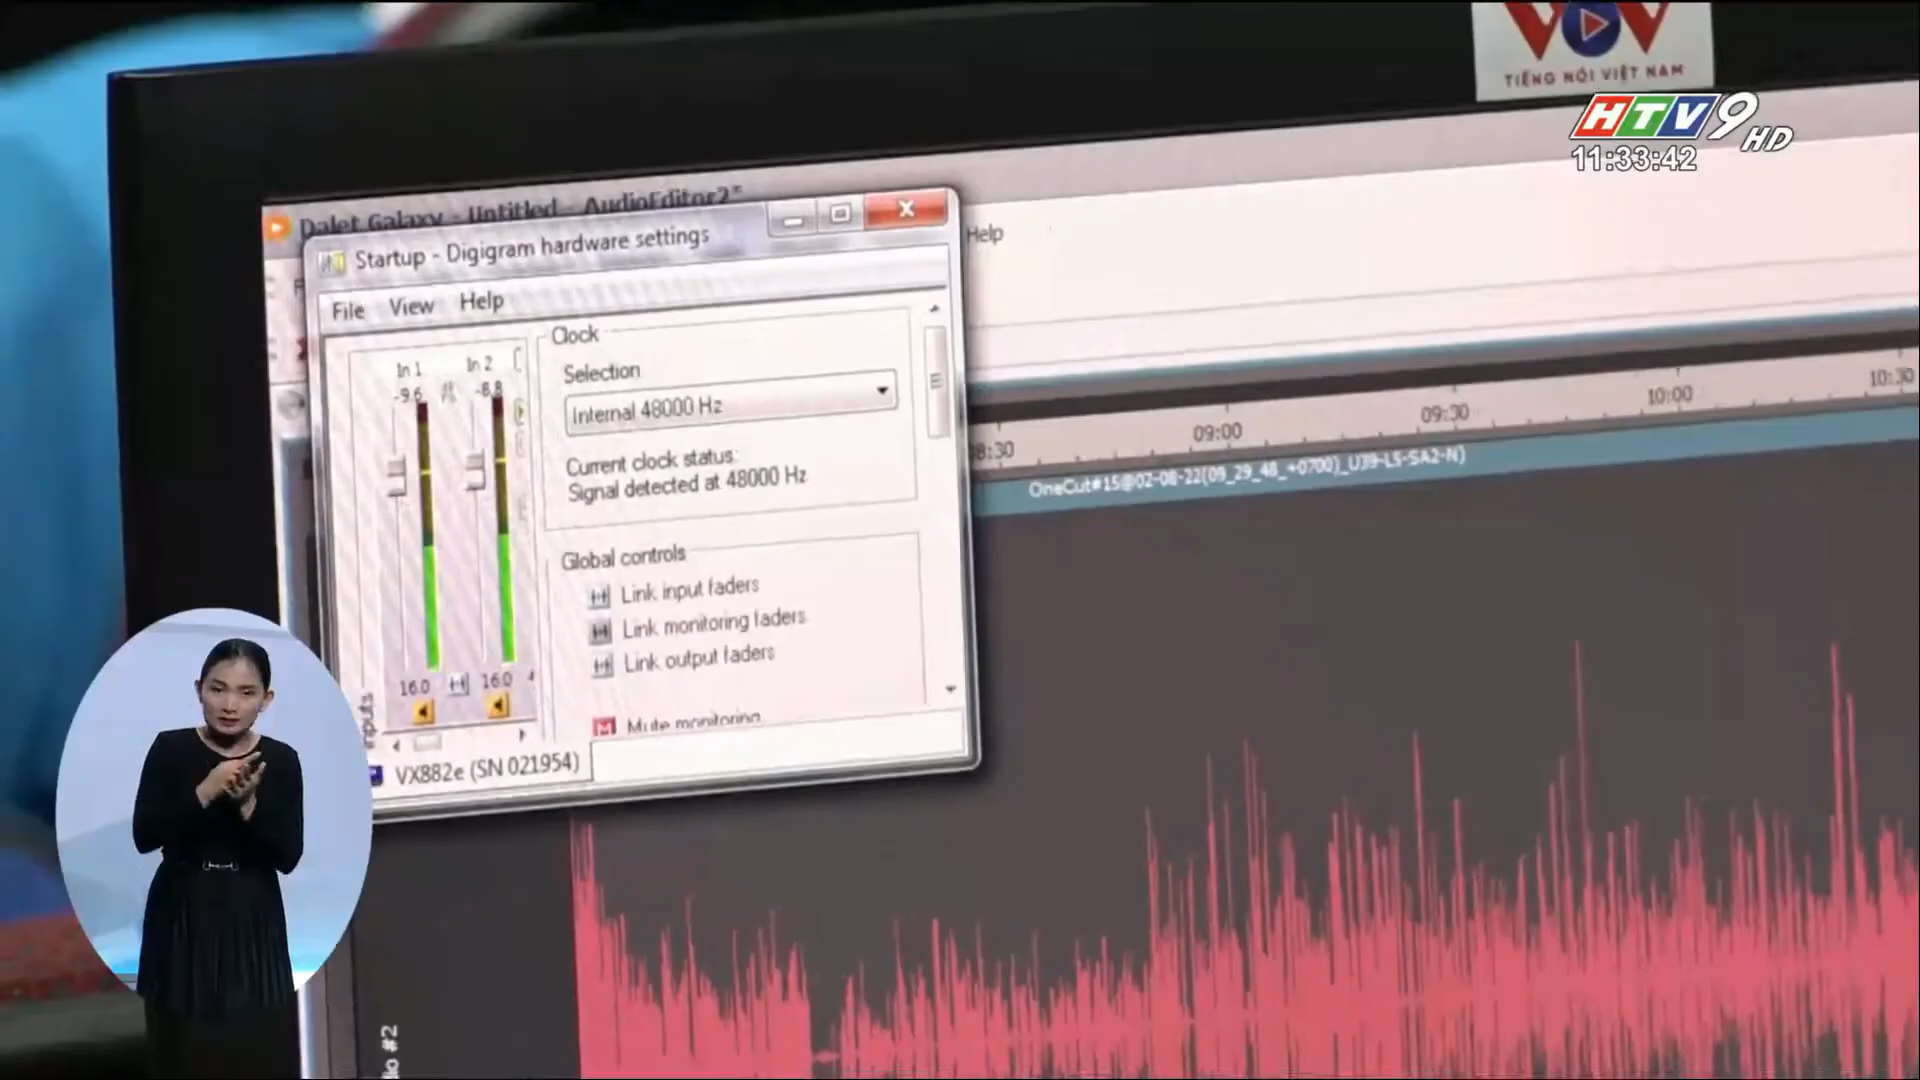 VOV
TIẾNG NÓI VIỆT NAM
HTV9 HD
11:33:42
Dalet Galaxy - Untitled - AudioEditor2*
Startup - Digigram hardware settings
Help
File View Help
Clock
In 1 In 2
-9.6 -8.8
Selection
Internal 48000 Hz
Current clock status:
Signal detected at 48000 Hz
09:00 09:30 10:00 10:30
OneCut#15@02-08-22(09_29_48_+0700)_U39-LS-SA2-N)
Global controls
Link input faders
Link monitoring faders
Link output faders
16.0 16.0
Mute monitoring
VX882e (SN 021954)
#2